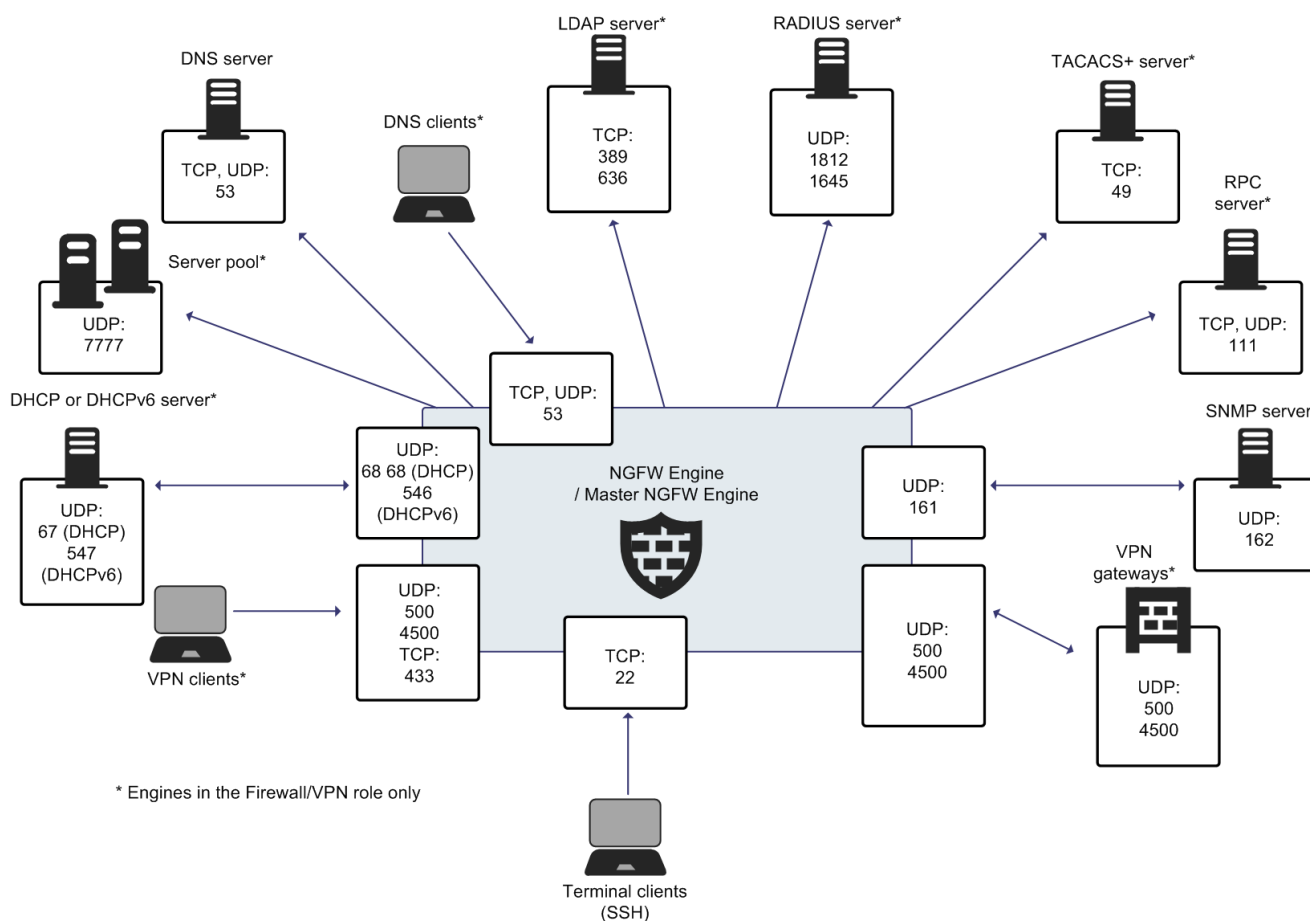 LDAP server*
RADIUS server*
DNS server
TACACS+ server*
DNS clients*
TCP, UDP:
53
TCP:
389
636
UDP:
1812
1645
TCP:
49
RPC
server*
Server pool*
UDP:
7777
TCP, UDP:
111
DHCP or DHCPv6 server*
TCP, UDP:
53
SNMP server
UDP:
67 (DHCP)
547
(DHCPv6)
UDP:
68 68 (DHCP)
546
(DHCPv6)
NGFW Engine
/ Master NGFW Engine
UDP:
161
UDP:
162
VPN
gateways*
VPN clients*
UDP:
500
4500
TCP:
433
TCP:
22
UDP:
500
4500
UDP:
500
4500
* Engines in the Firewall/VPN role only
Terminal clients
(SSH)